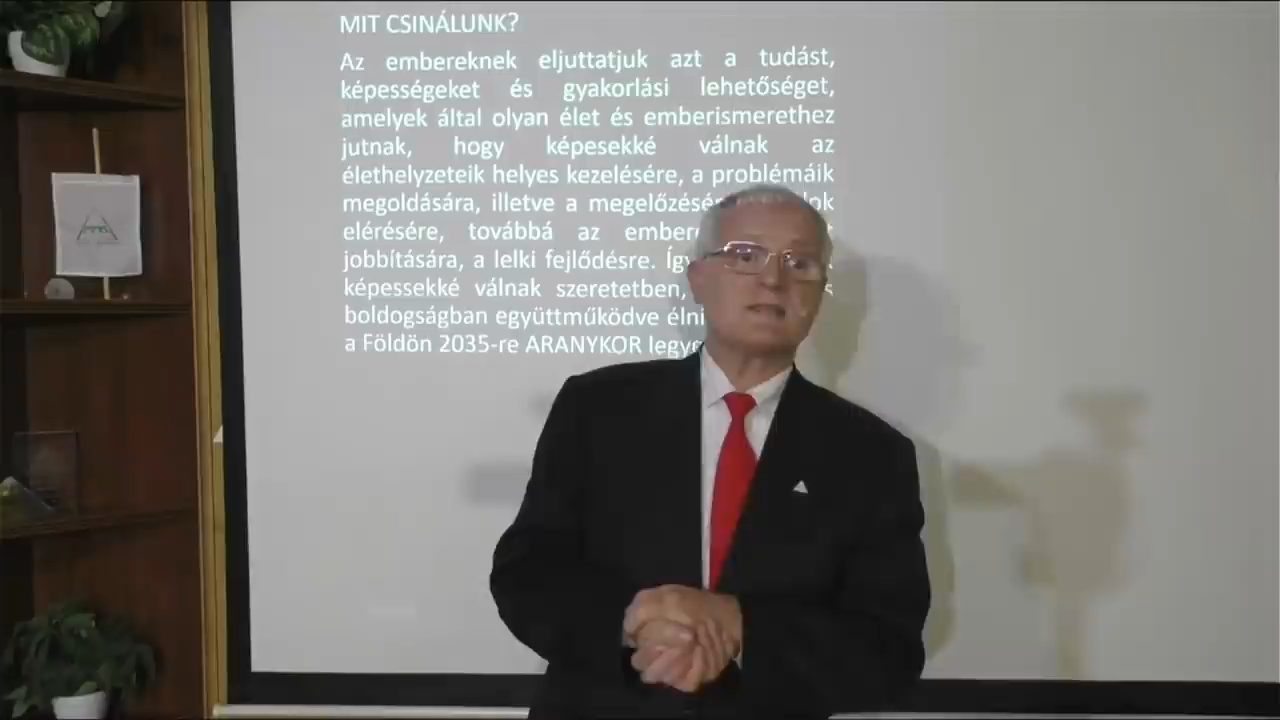 MIT CSINÁLUNK?
Az embereknek eljuttatjuk azt a tudást,
képességeket és gyakorlási lehetőséget,
amelyek által olyan élet és emberismerethez
jutnak, hogy képesekké válnak az
élethelyzeteik helyes kezelésére, a problémáik
megoldására, illetve a
elérésére, továbbá az
jobbítására, a lelki fejlődésre.
képessekké válnak szeretetben,
boldogságban együttműködve élni
a Földön 2035-re ARANYKOR